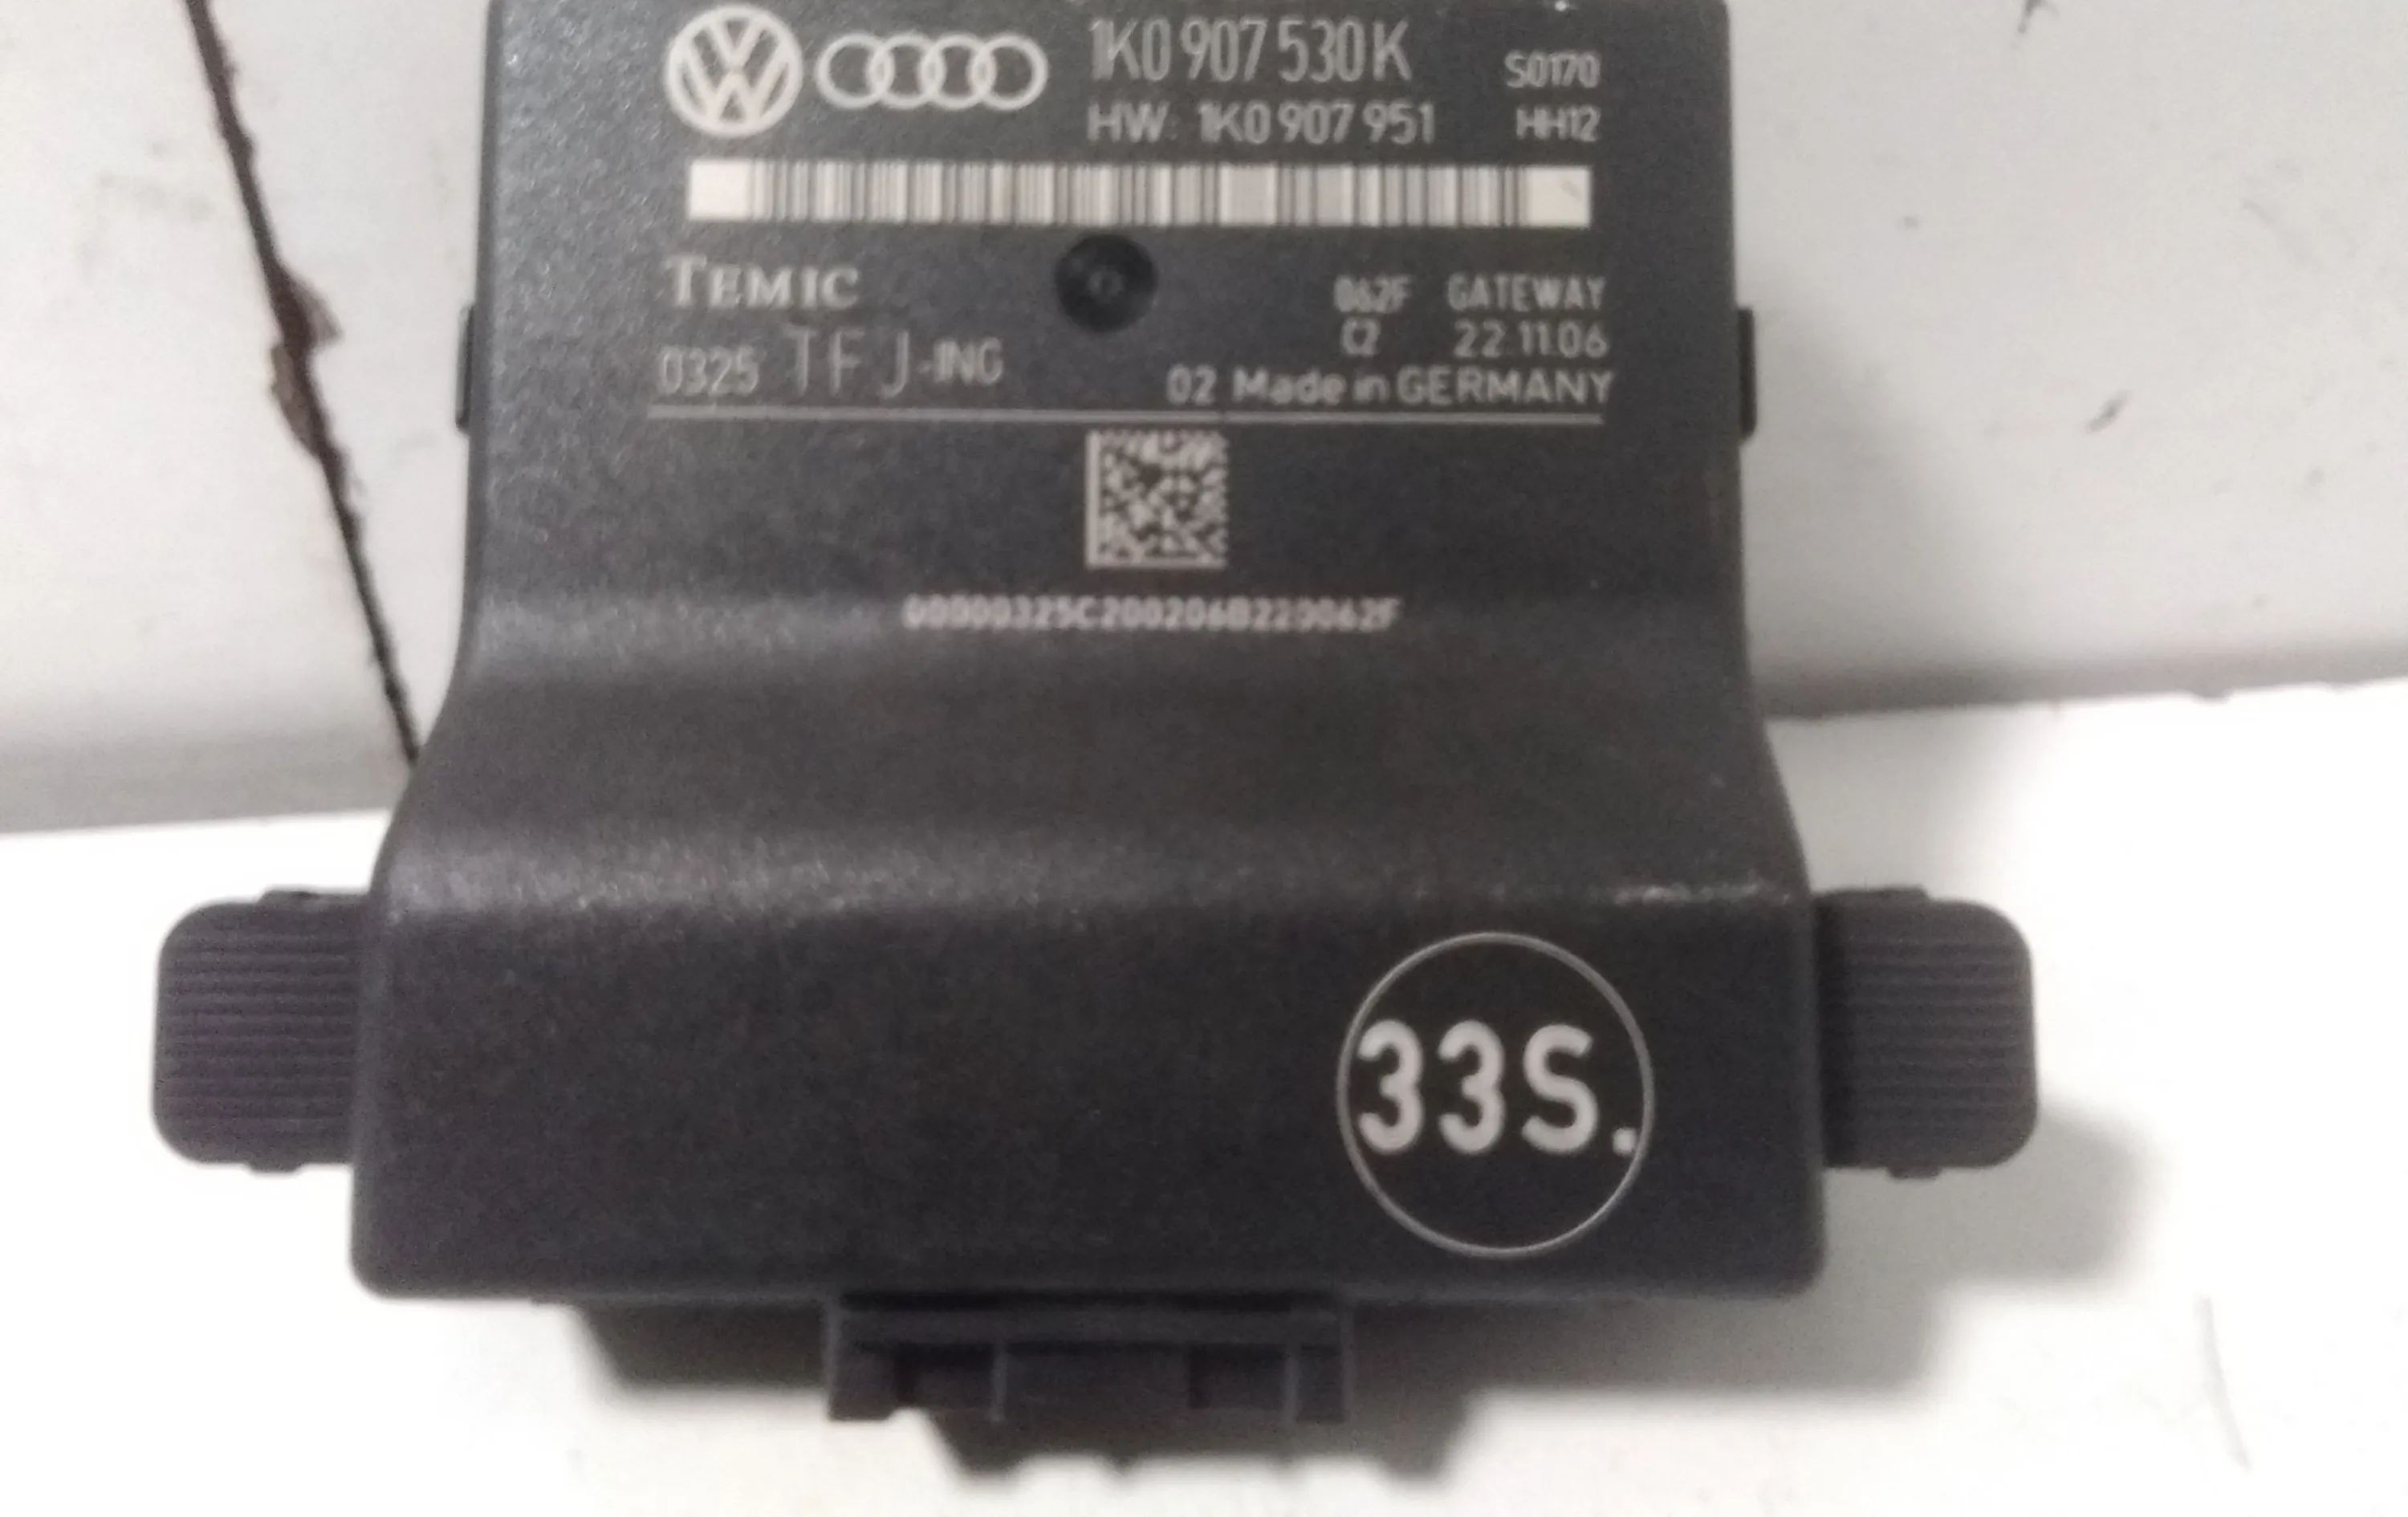 1K0 907 530 K S0170
HW: 1K0 907 951 HH12
TEMIC 062F GATEWAY
C2 22.11.06
0325 TFJ-ING 02 Made in GERMANY
00000325C200206B220062F
33S.